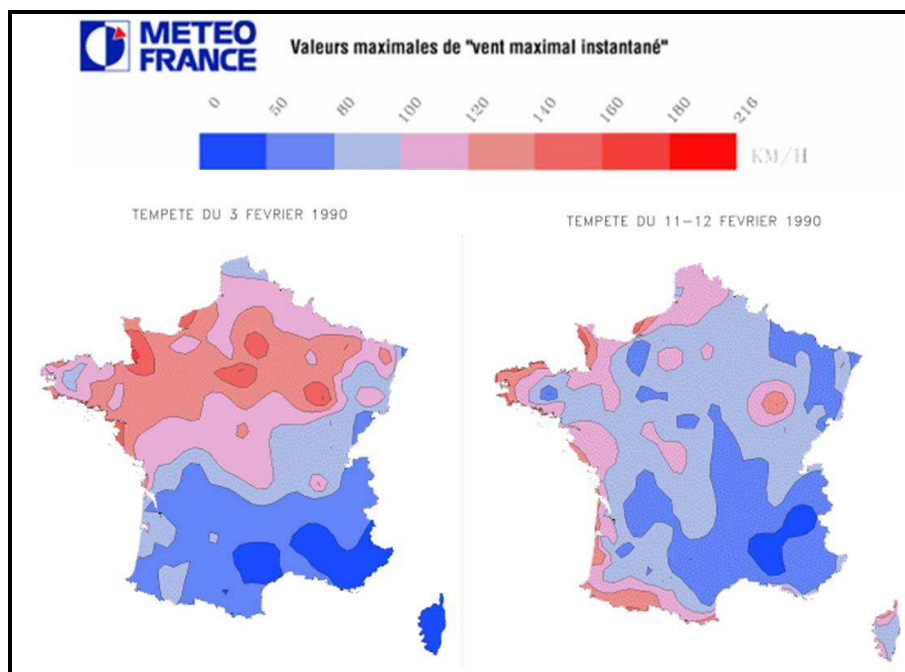 METEO
FRANCE
Valeurs maximales de "vent maximal instantané"
0 50 80 100 120 140 160 180 216
KM/H
TEMPETE DU 3 FEVRIER 1990
TEMPETE DU 11-12 FEVRIER 1990